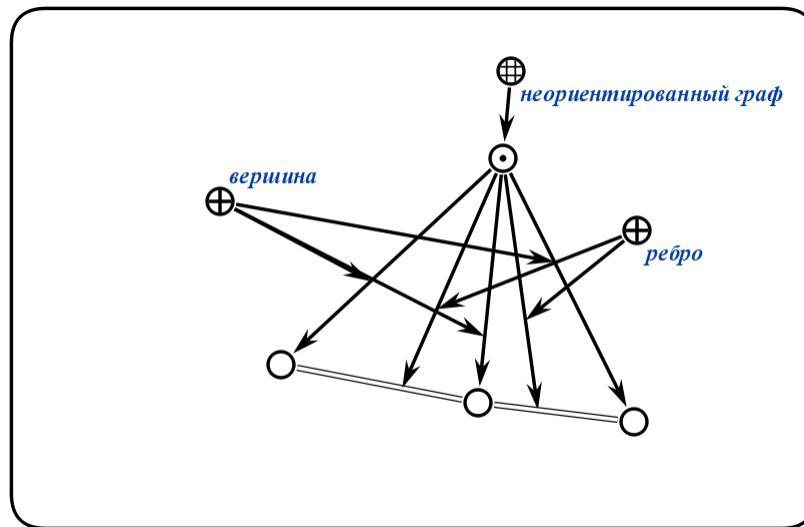 неориентированный граф
вершина
ребро